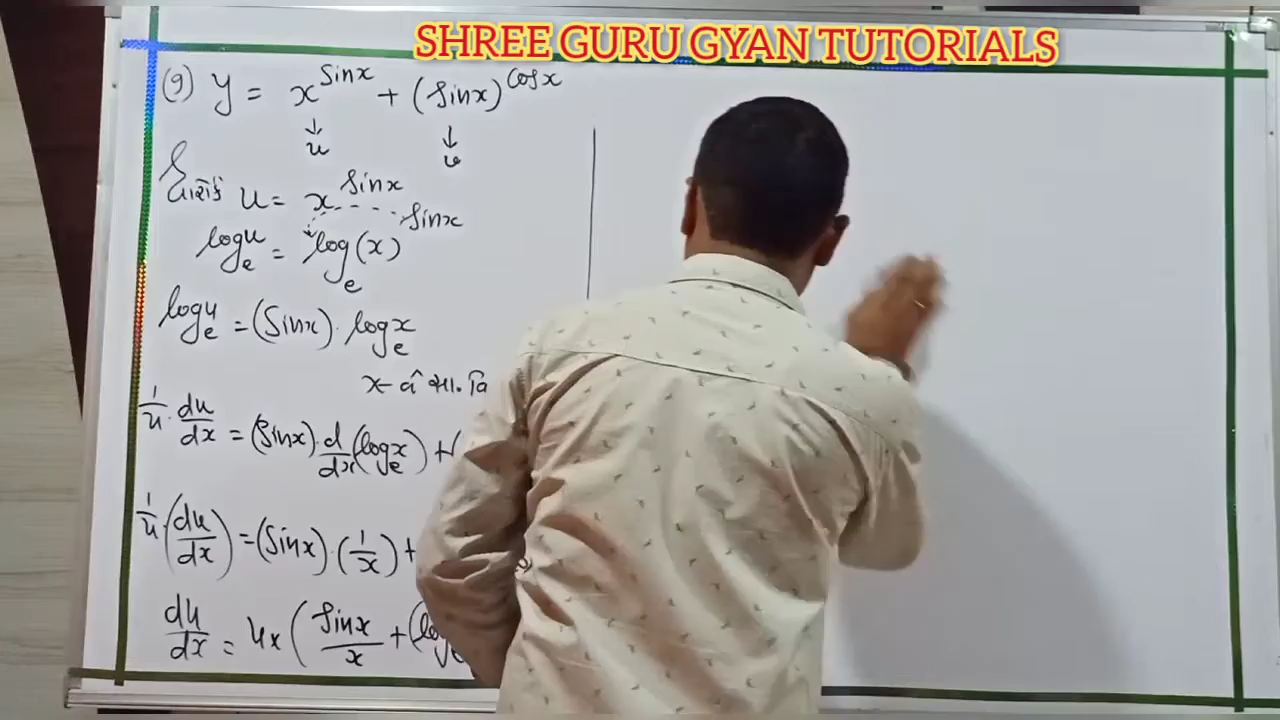 SHREE GURU GYAN TUTORIALS
(9) y = x^sinx + (sinx)^cosx
↓ ↓
u v
u = x^sinx
log_e u = log_e (x)^sinx
log_e u = (sinx) · log_e x
1/u · du/dx = (sinx) · d/dx (log_e x) + (
1/u · (du/dx) = (sinx) · (1/x) +
du/dx = u x ( sinx/x + (log